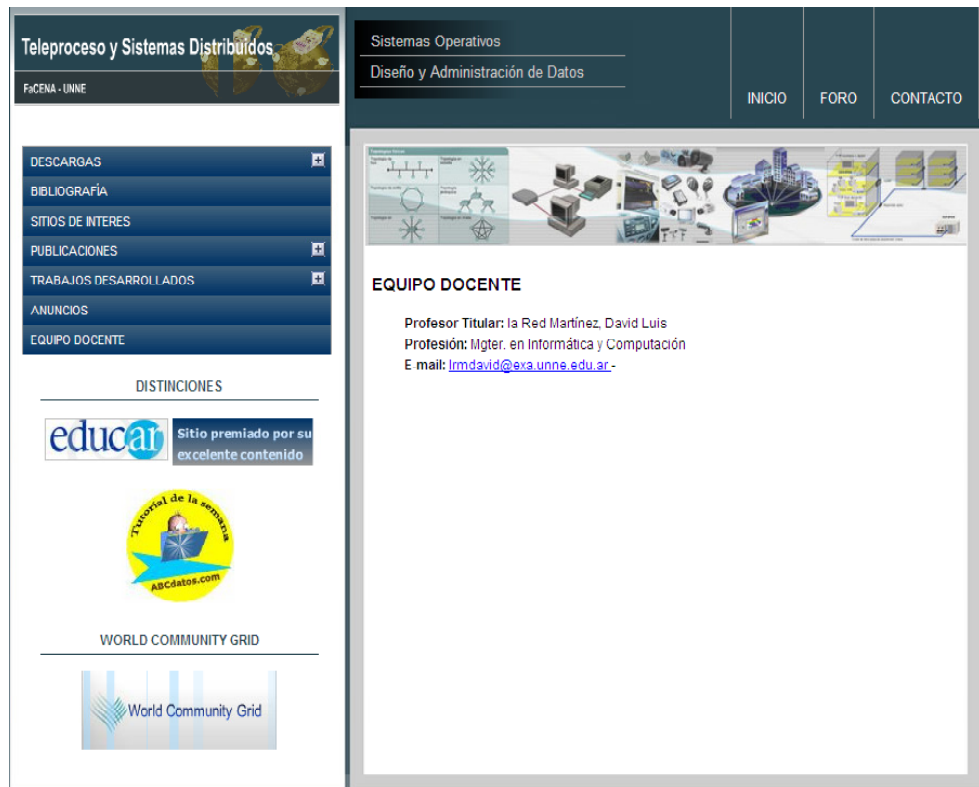 Teleproceso y Sistemas Distribuidos
FaCENA - UNNE
Sistemas Operativos
Diseño y Administración de Datos
INICIO
FORO
CONTACTO
DESCARGAS
BIBLIOGRAFÍA
SITIOS DE INTERES
PUBLICACIONES
TRABAJOS DESARROLLADOS
ANUNCIOS
EQUIPO DOCENTE
DISTINCIONES
educar
Sitio premiado por su
excelente contenido
Tutorial de la semana
ABCdatos.com
WORLD COMMUNITY GRID
World Community Grid
EQUIPO DOCENTE
Profesor Titular: la Red Martínez, David Luis
Profesión: Mgter. en Informática y Computación
E-mail: lrmdavid@exa.unne.edu.ar -